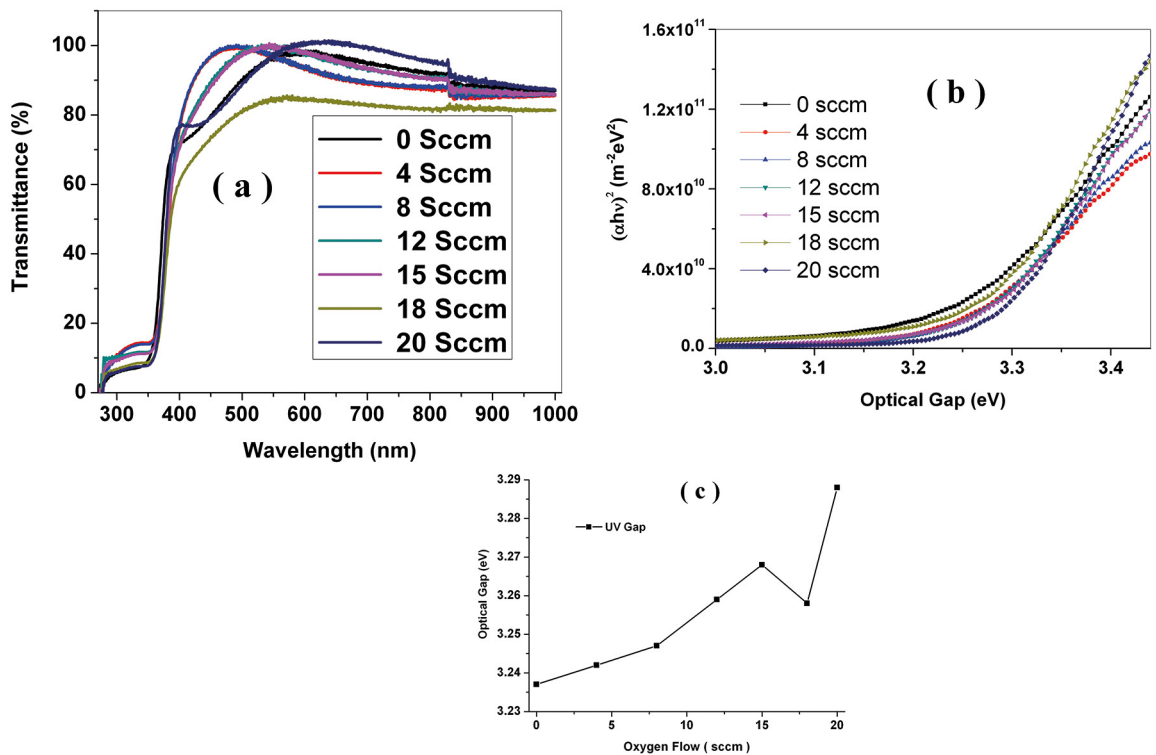 100
80
60
40
20
0
Transmittance (%)
300 400 500 600 700 800 900 1000
Wavelength (nm)
( a )
0 Sccm
4 Sccm
8 Sccm
12 Sccm
15 Sccm
18 Sccm
20 Sccm
1.6x10¹¹
1.2x10¹¹
8.0x10¹⁰
4.0x10¹⁰
0.0
(αhν)² (m⁻²eV²)
3.0 3.1 3.2 3.3 3.4
Optical Gap (eV)
( b )
0 sccm
4 sccm
8 sccm
12 sccm
15 sccm
18 sccm
20 sccm
3.29
3.28
3.27
3.26
3.25
3.24
3.23
Optical Gap (eV)
0 5 10 15 20
Oxygen Flow ( sccm )
( c )
UV Gap